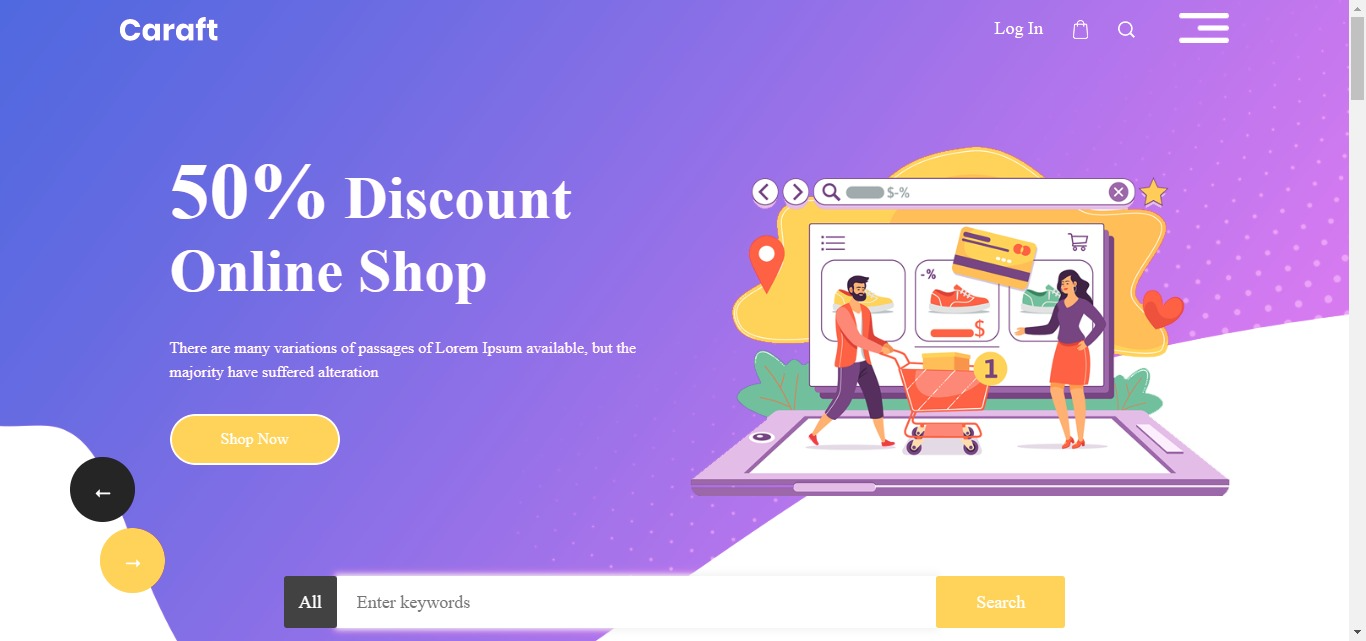 Caraft
Log In
50% Discount
Online Shop
There are many variations of passages of Lorem Ipsum available, but the
majority have suffered alteration
Shop Now
$-%
-%
$
1
All
Enter keywords
Search